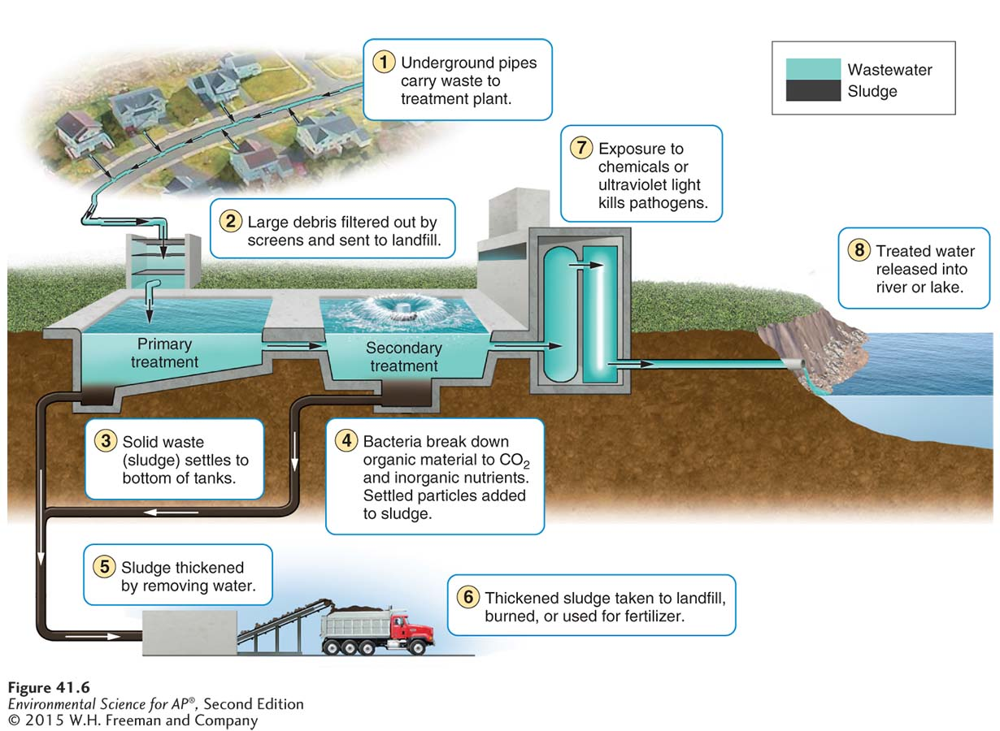 1 Underground pipes
carry waste to
treatment plant.
Wastewater
Sludge
7 Exposure to
chemicals or
ultraviolet light
kills pathogens.
2 Large debris filtered out by
screens and sent to landfill.
8 Treated water
released into
river or lake.
Primary
treatment
Secondary
treatment
3 Solid waste
(sludge) settles to
bottom of tanks.
4 Bacteria break down
organic material to CO₂
and inorganic nutrients.
Settled particles added
to sludge.
5 Sludge thickened
by removing water.
6 Thickened sludge taken to landfill,
burned, or used for fertilizer.
Figure 41.6
Environmental Science for AP®, Second Edition
© 2015 W.H. Freeman and Company